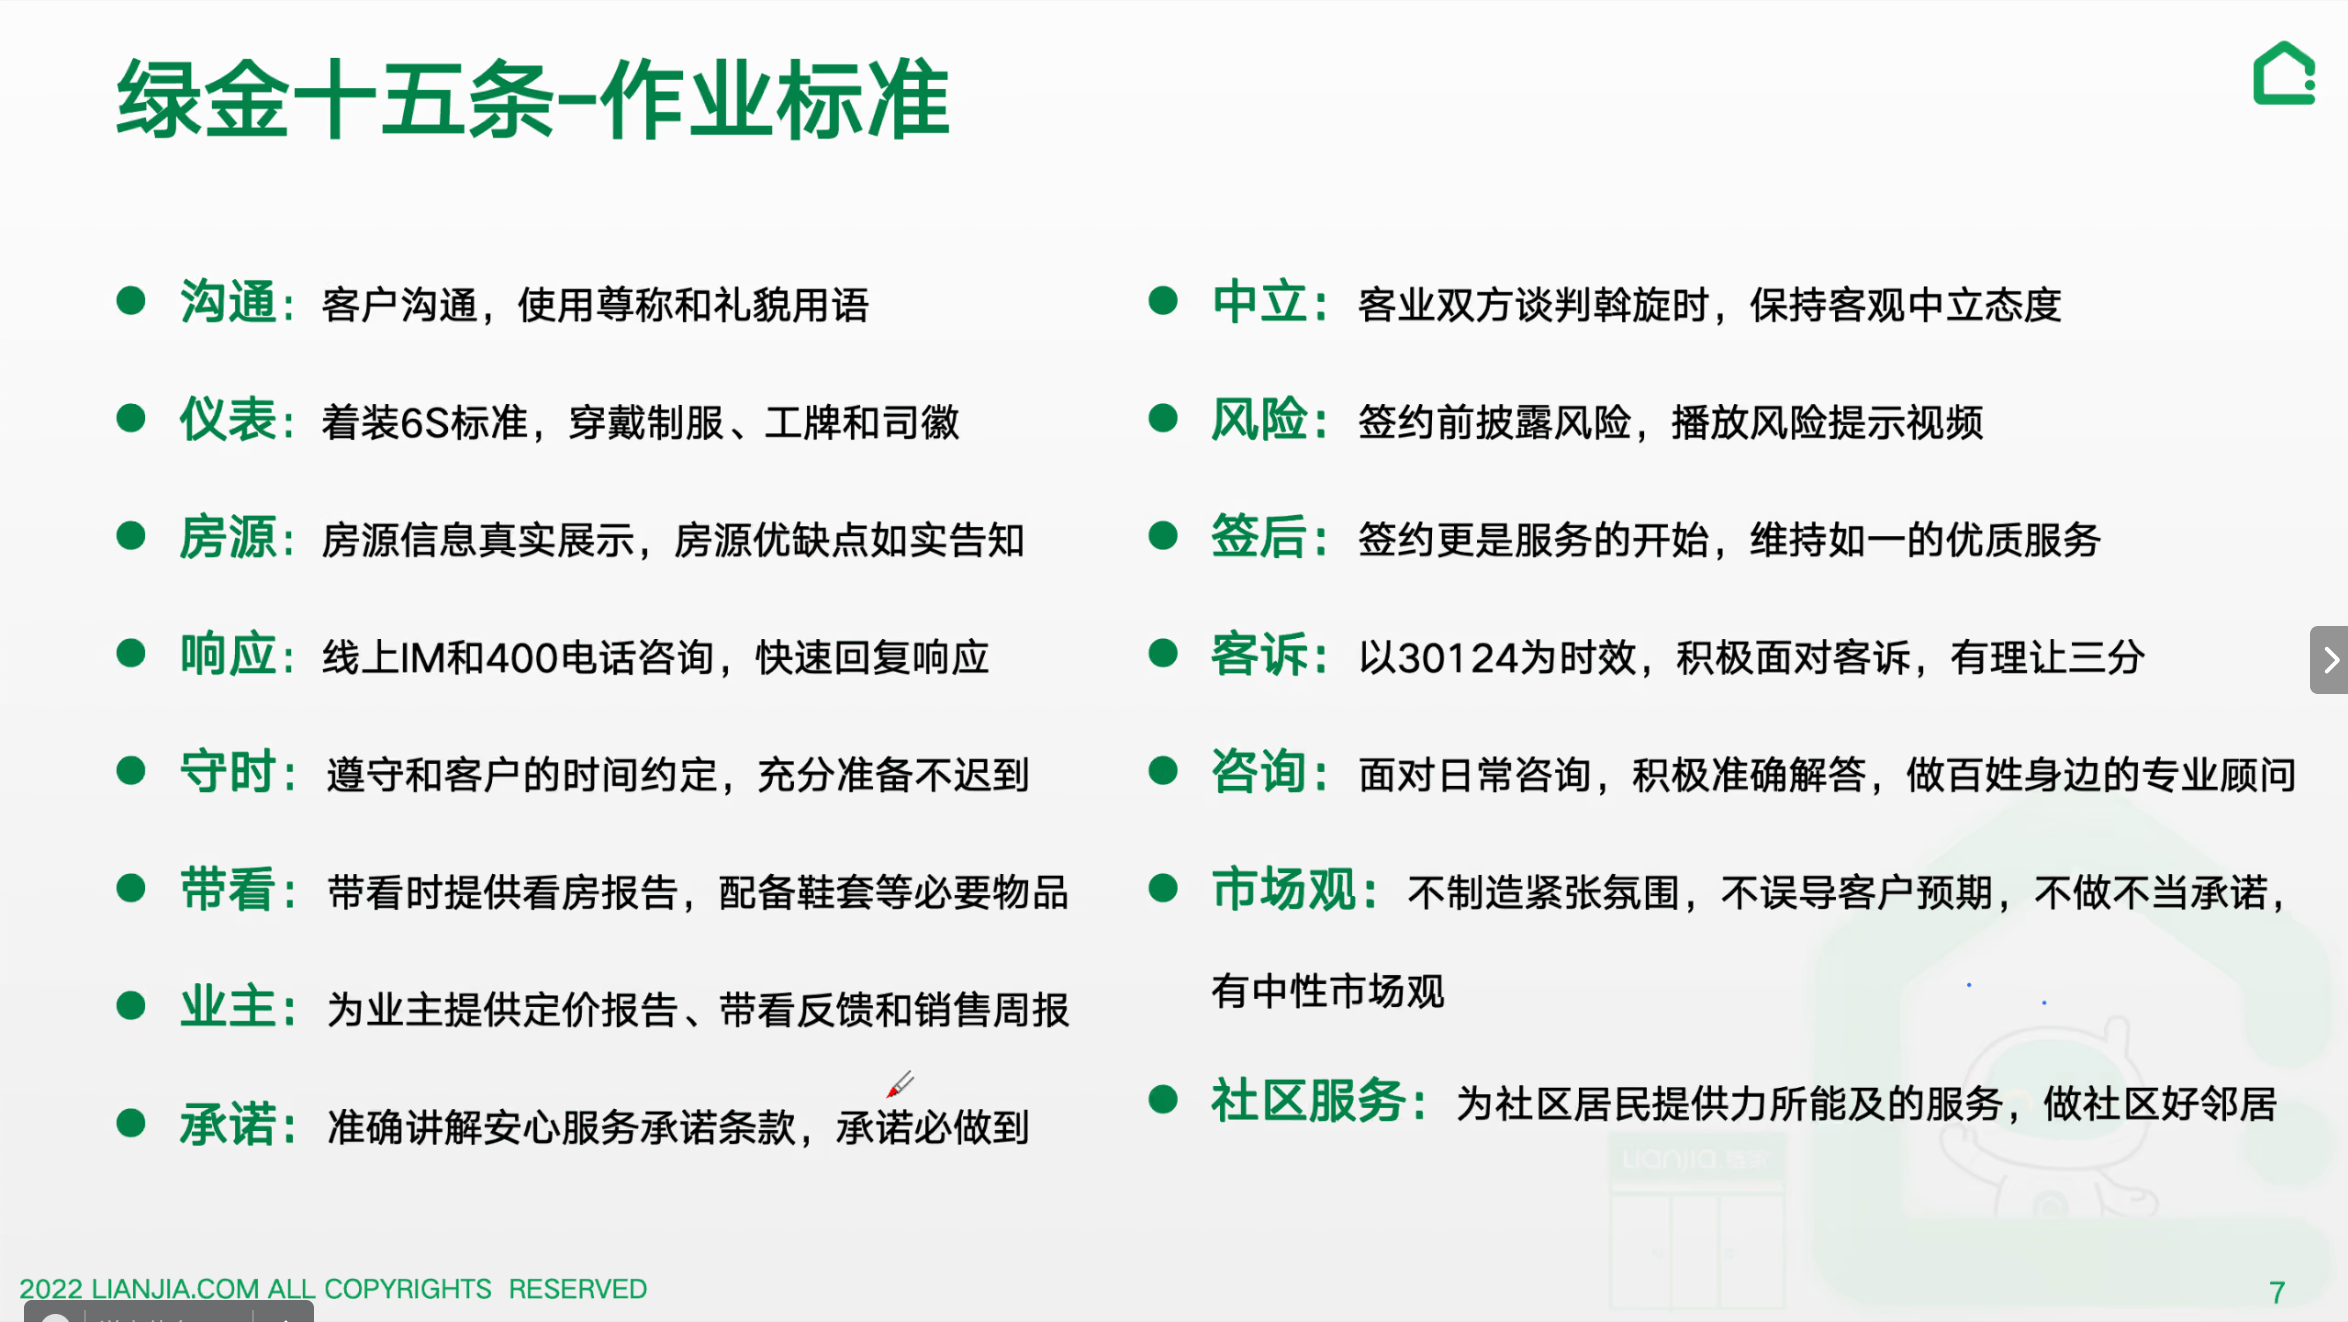 绿金十五条-作业标准
沟通：客户沟通，使用尊称和礼貌用语
仪表：着装6S标准，穿戴制服、工牌和司徽
房源：房源信息真实展示，房源优缺点如实告知
响应：线上IM和400电话咨询，快速回复响应
守时：遵守和客户的时间约定，充分准备不迟到
带看：带看时提供看房报告，配备鞋套等必要物品
业主：为业主提供定价报告、带看反馈和销售周报
承诺：准确讲解安心服务承诺条款，承诺必做到
中立：客业双方谈判斡旋时，保持客观中立态度
风险：签约前披露风险，播放风险提示视频
签后：签约更是服务的开始，维持如一的优质服务
客诉：以30124为时效，积极面对客诉，有理让三分
咨询：面对日常咨询，积极准确解答，做百姓身边的专业顾问
市场观：不制造紧张氛围，不误导客户预期，不做不当承诺，
有中性市场观
社区服务：为社区居民提供力所能及的服务，做社区好邻居
Lianjia.链家
2022 LIANJIA.COM ALL COPYRIGHTS RESERVED
7